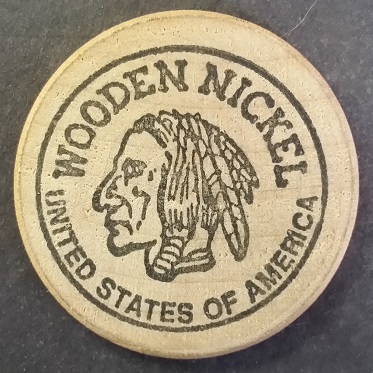 WOODEN NICKEL
UNITED STATES OF AMERICA